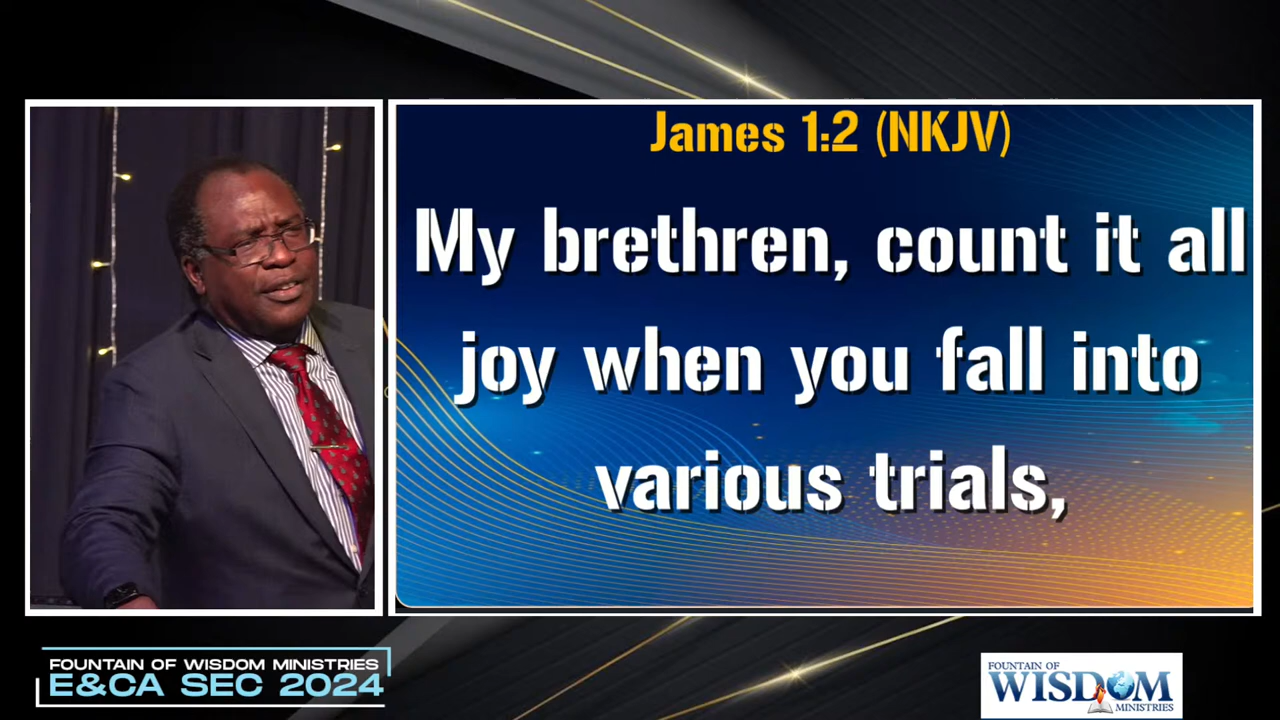 James 1:2 (NKJV)
My brethren, count it all
joy when you fall into
various trials,
FOUNTAIN OF WISDOM MINISTRIES
E&CA SEC 2024
FOUNTAIN OF
WISDOM
MINISTRIES